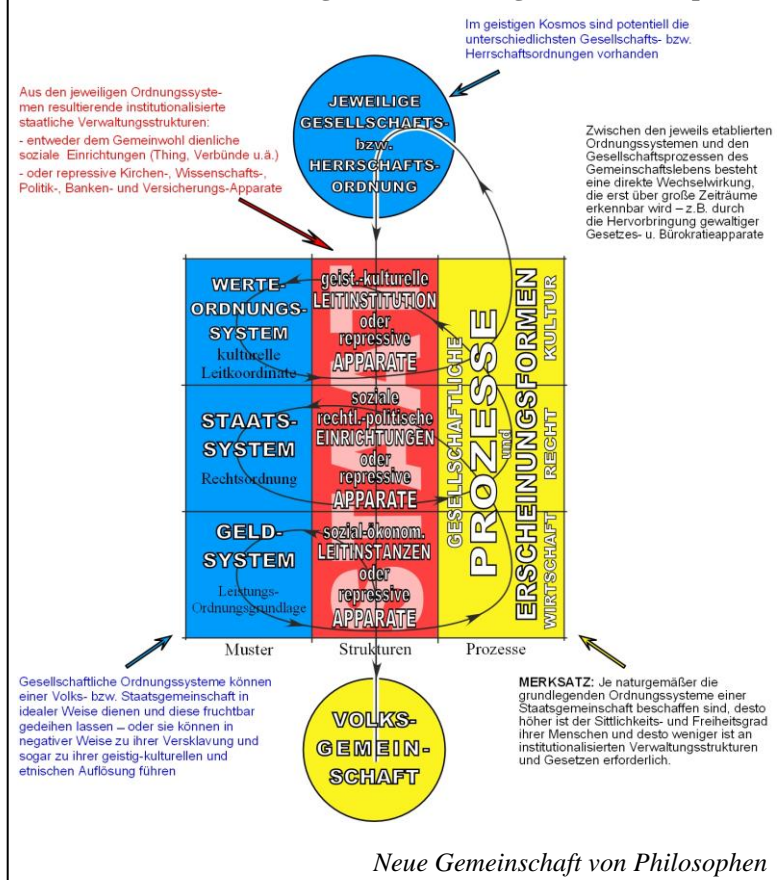 Im geistigen Kosmos sind potentiell die
unterschiedlichsten Gesellschafts- bzw.
Herrschaftsordnungen vorhanden
JEWEILIGE
GESELLSCHAFTS-
bzw.
HERRSCHAFTS-
ORDNUNG
Aus den jeweiligen Ordnungssyste-
men resultierende institutionalisierte
staatliche Verwaltungsstrukturen:
- entweder dem Gemeinwohl dienliche
soziale Einrichtungen (Thing, Verbünde u.ä.)
- oder repressive Kirchen-, Wissenschafts-,
Politik-, Banken- und Versicherungs-Apparate
Zwischen den jeweils etablierten
Ordnungssystemen und den
Gesellschaftsprozessen des
Gemeinschaftslebens besteht
eine direkte Wechselwirkung,
die erst über große Zeiträume
erkennbar wird – z.B. durch
die Hervorbringung gewaltiger
Gesetzes- u. Bürokratieapparate
WERTE-
ORDNUNGS-
SYSTEM
kulturelle
Leitkoordinate
geist.-kulturelle
LEITINSTITUTION
oder
repressive
APPARATE
STAATS-
SYSTEM
Rechtsordnung
soziale
rechtl.-politische
EINRICHTUNGEN
oder
repressive
APPARATE
GELD-
SYSTEM
Leistungs-
Ordnungsgrundlage
sozial-ökonom.
LEITINSTANZEN
oder
repressive
APPARATE
STAAT
GESELLSCHAFTLICHE
PROZESSE
und
ERSCHEINUNGSFORMEN
KULTUR
RECHT
WIRTSCHAFT
Muster
Strukturen
Prozesse
Gesellschaftliche Ordnungssysteme können
einer Volks- bzw. Staatsgemeinschaft in
idealer Weise dienen und diese fruchtbar
gedeihen lassen – oder sie können in
negativer Weise zu ihrer Versklavung und
sogar zu ihrer geistig-kulturellen und
etnischen Auflösung führen
VOLKS-
GEMEIN-
SCHAFT
MERKSATZ: Je naturgemäßer die
grundlegenden Ordnungssysteme einer
Staatsgemeinschaft beschaffen sind, desto
höher ist der Sittlichkeits- und Freiheitsgrad
ihrer Menschen und desto weniger ist an
institutionalisierten Verwaltungsstrukturen
und Gesetzen erforderlich.
Neue Gemeinschaft von Philosophen